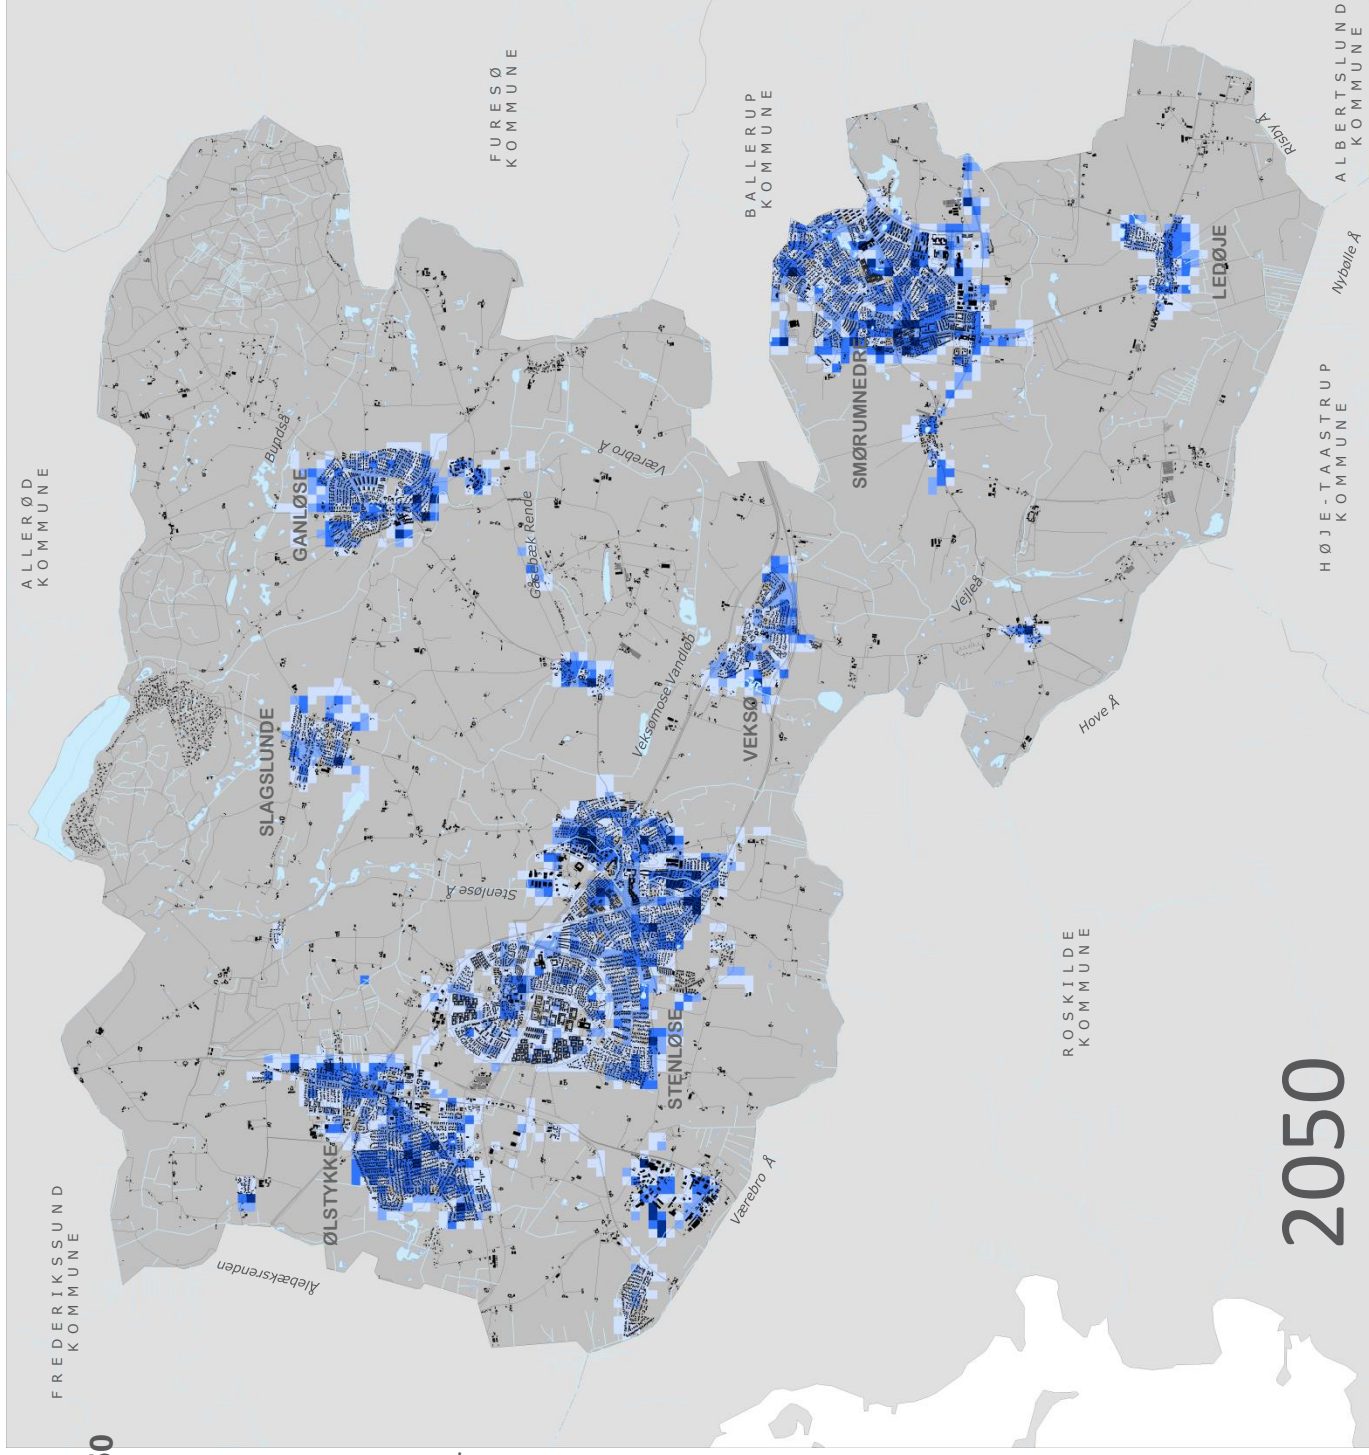 FREDERIKSSUND
KOMMUNE
ALLERØD
KOMMUNE
FURESØ
KOMMUNE
BALLERUP
KOMMUNE
ALBERTSLUND
KOMMUNE
HØJE-TAASTRUP
KOMMUNE
ROSKILDE
KOMMUNE
ØLSTYKKE
SLAGSLUNDE
GANLØSE
STENLØSE
VEKSØ
SMØRUMNEDRE
LEDØJE
Ålebæksrenden
Stenløse Å
Bundså
Gåsebæk Rende
Værebro Å
Veksømose Vandløb
Værebro Å
Vejleå
Hove Å
Risby Å
Nybølle Å
2050